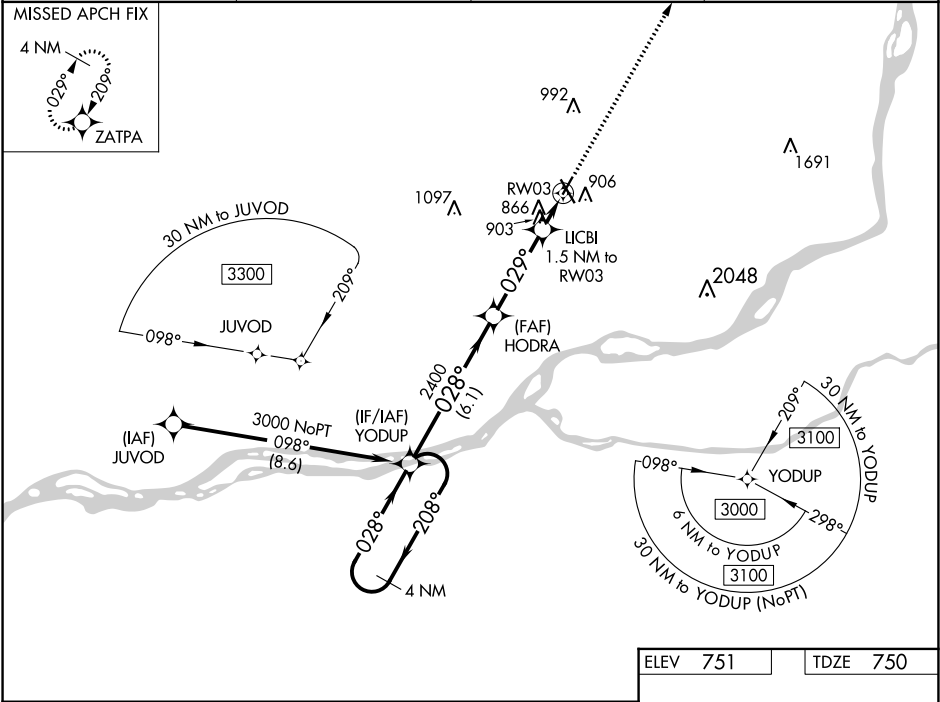 MISSED APCH FIX
4 NM
029°
209°
ZATPA
992
1691
1097
RW03
906
866
903
LICBI
1.5 NM to
RW03
30 NM to JUVOD
3300
209°
098°
JUVOD
029°
2048
(FAF)
HODRA
2400
028°
(6.1)
(IAF)
JUVOD
3000 NoPT
098°
(8.6)
(IF/IAF)
YODUP
028°
208°
4 NM
30 NM to YODUP
209°
3100
098°
YODUP
3000
298°
6 NM to YODUP
3100
30 NM to YODUP (NoPT)
ELEV 751
TDZE 750